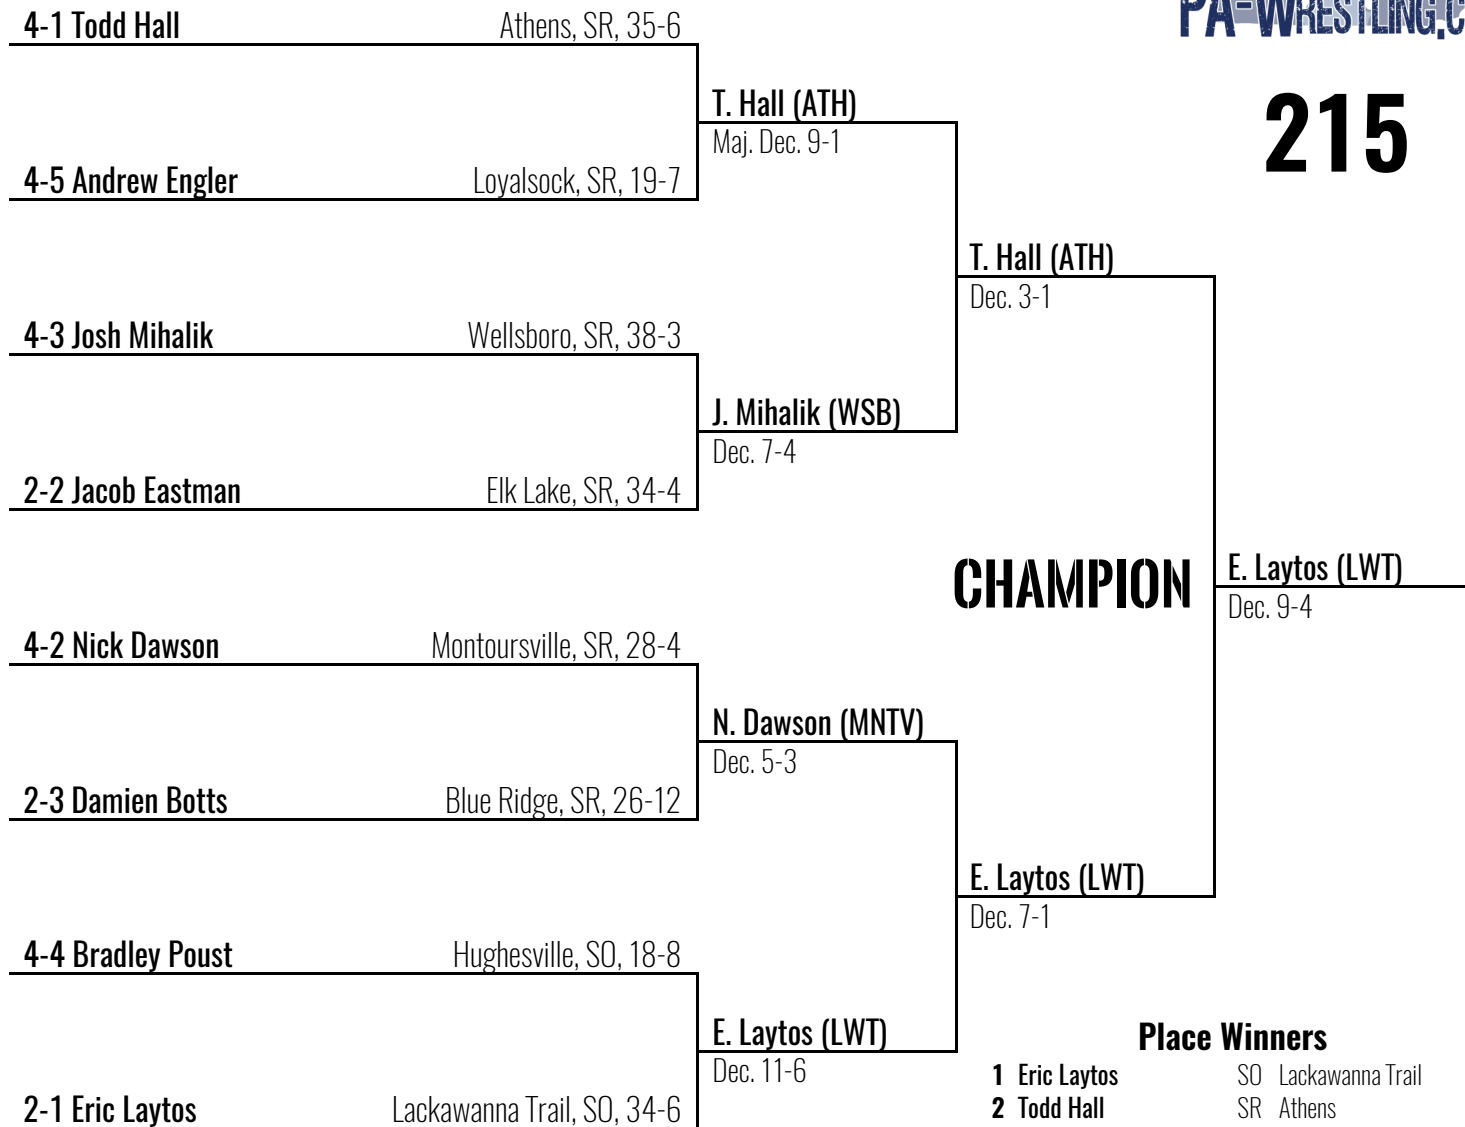 PA-WRESTLING.C
215
4-1 Todd Hall Athens, SR, 35-6
T. Hall (ATH)
Maj. Dec. 9-1
4-5 Andrew Engler Loyalsock, SR, 19-7
T. Hall (ATH)
Dec. 3-1
4-3 Josh Mihalik Wellsboro, SR, 38-3
J. Mihalik (WSB)
Dec. 7-4
2-2 Jacob Eastman Elk Lake, SR, 34-4
CHAMPION
E. Laytos (LWT)
Dec. 9-4
4-2 Nick Dawson Montoursville, SR, 28-4
N. Dawson (MNTV)
Dec. 5-3
2-3 Damien Botts Blue Ridge, SR, 26-12
E. Laytos (LWT)
Dec. 7-1
4-4 Bradley Poust Hughesville, SO, 18-8
E. Laytos (LWT)
Dec. 11-6
2-1 Eric Laytos Lackawanna Trail, SO, 34-6
Place Winners
1 Eric Laytos SO Lackawanna Trail
2 Todd Hall SR Athens